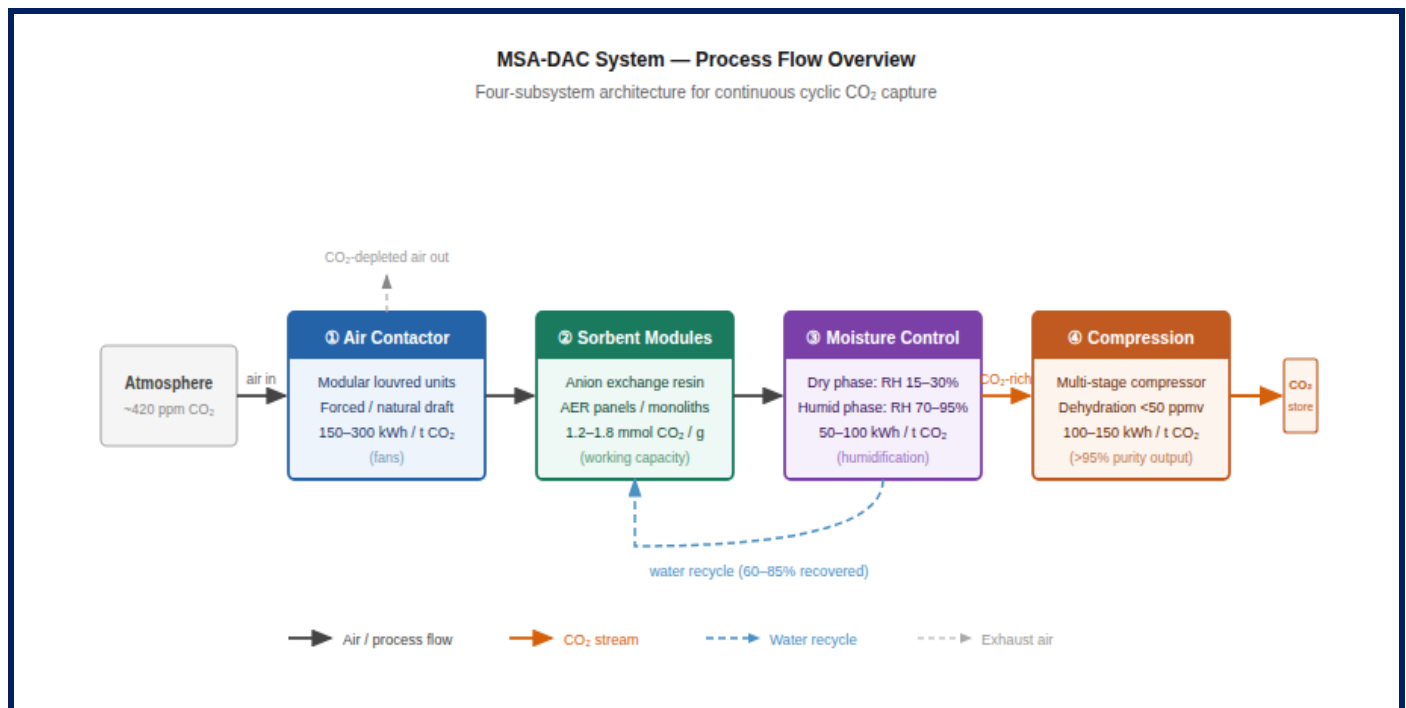 MSA-DAC System — Process Flow Overview
Four-subsystem architecture for continuous cyclic CO₂ capture
CO₂-depleted air out
Atmosphere
~420 ppm CO₂
air in
① Air Contactor
Modular louvred units
Forced / natural draft
150–300 kWh / t CO₂
(fans)
② Sorbent Modules
Anion exchange resin
AER panels / monoliths
1.2–1.8 mmol CO₂ / g
(working capacity)
③ Moisture Control
Dry phase: RH 15–30%
Humid phase: RH 70–95%
50–100 kWh / t CO₂
(humidification)
CO₂-rich
④ Compression
Multi-stage compressor
Dehydration <50 ppmv
100–150 kWh / t CO₂
(>95% purity output)
CO₂
store
water recycle (60–85% recovered)
Air / process flow
CO₂ stream
Water recycle
Exhaust air